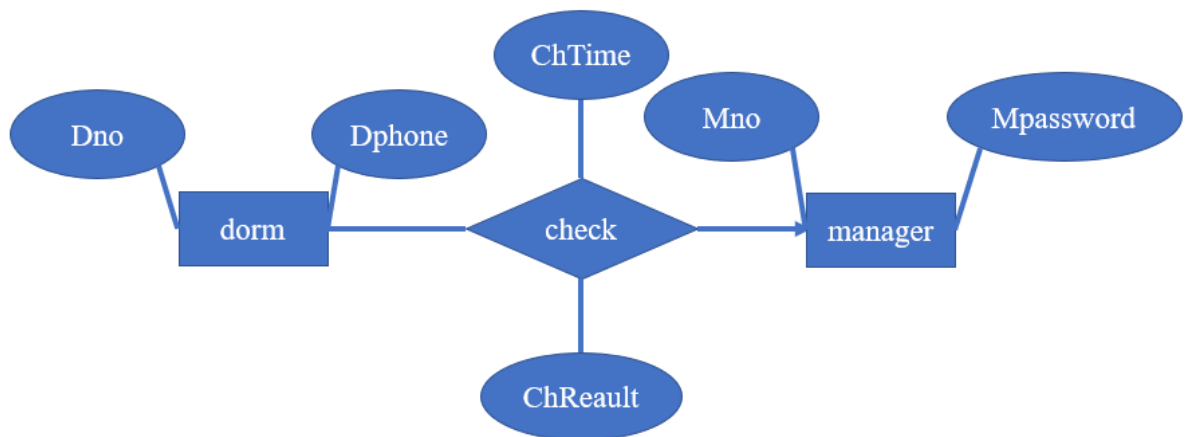 ChTime
Dno
Dphone
Mno
Mpassword
dorm
check
manager
ChReault